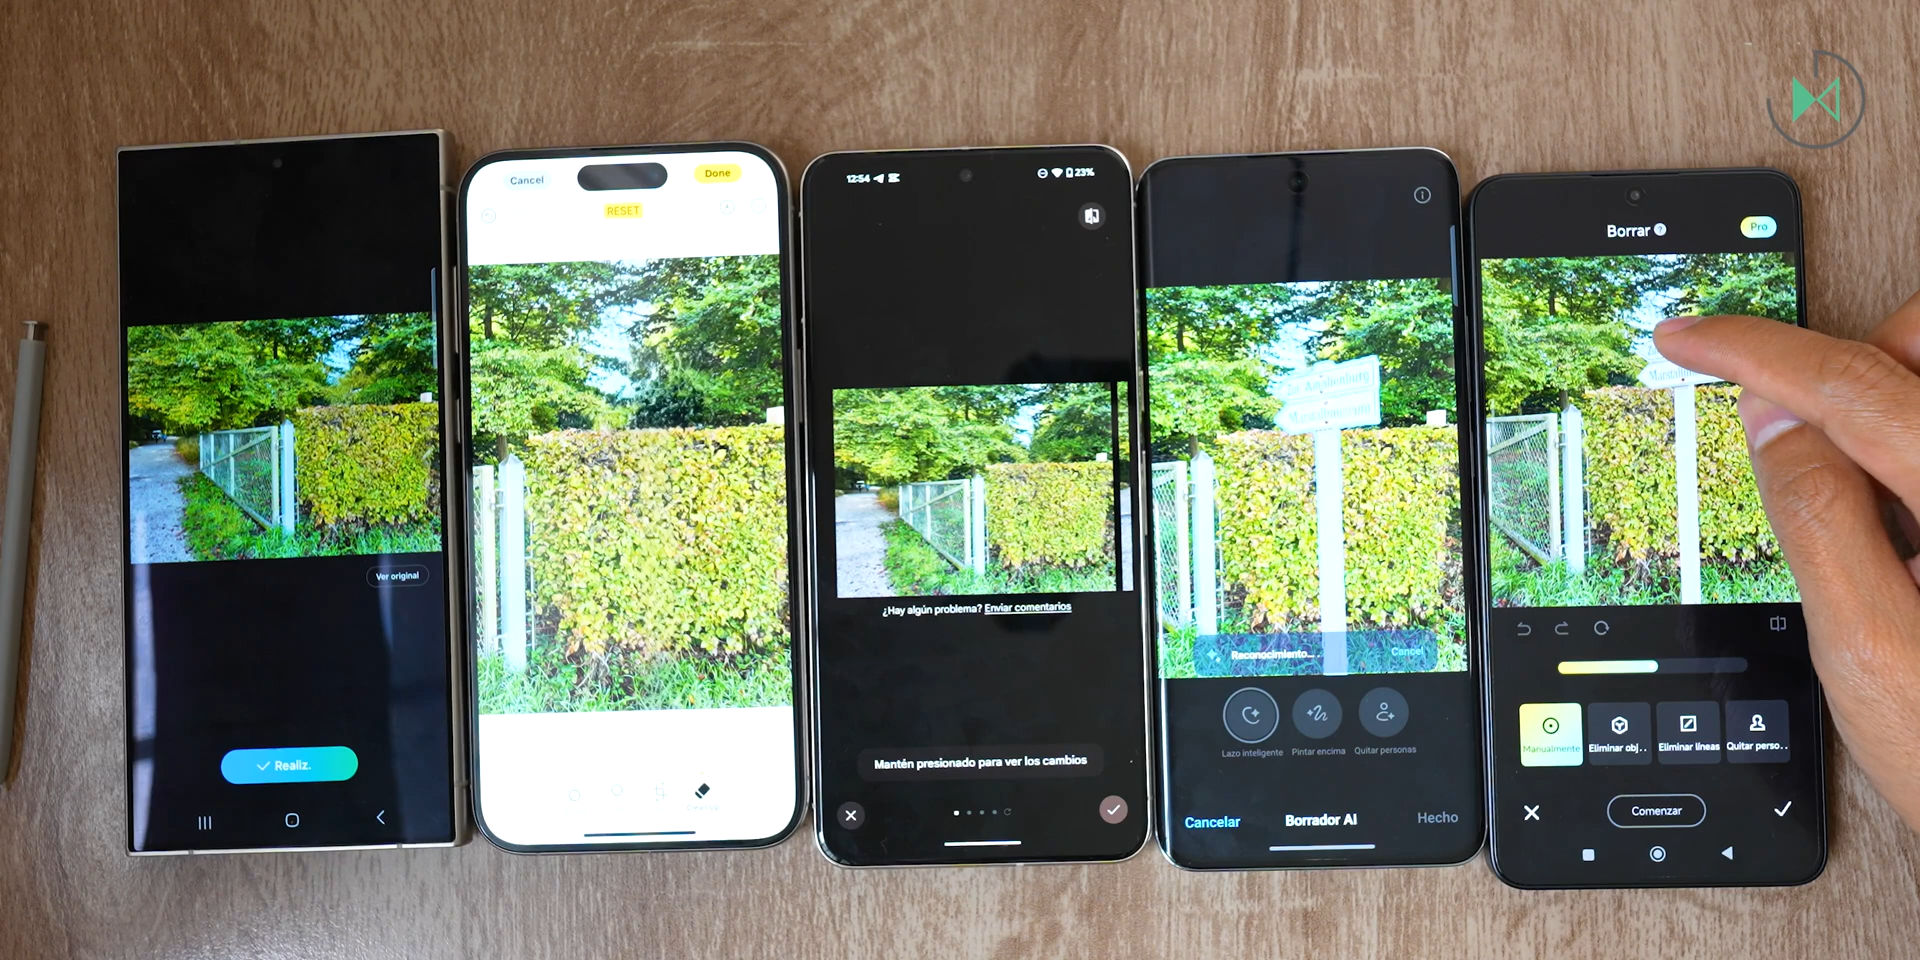 Ver original
Realiz.
Cancel
Done
RESET
12:54
23%
¿Hay algún problema? Enviar comentarios
Mantén presionado para ver los cambios
Zur Amalienburg
Reconocimiento...
Cancel
Lazo inteligente
Pintar encima
Quitar personas
Cancelar
Borrador AI
Hecho
Borrar
Pro
Manualmente
Eliminar obj..
Eliminar líneas
Quitar perso..
Comenzar